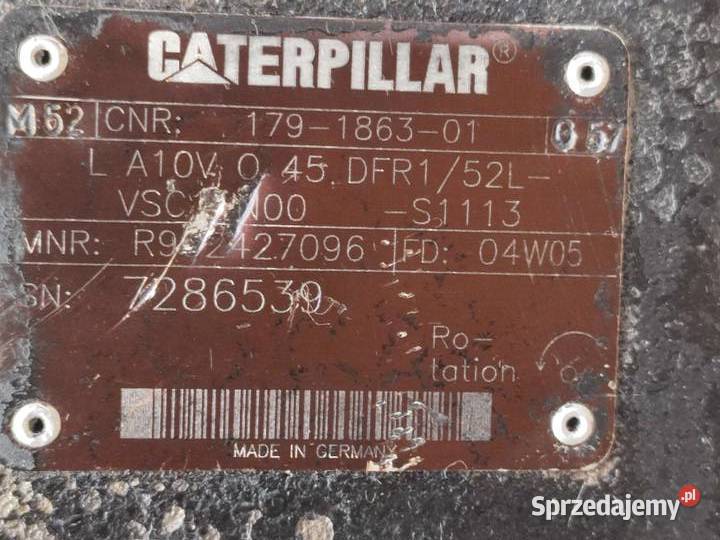 CATERPILLAR®
M52 CNR: 179-1863-01
L A10V O 45 DFR1/52L-
-S1113
MNR: FD: 04W05
SN: 7286539
Ro-
tation
MADE IN GERMANY
Sprzedajemy.pl